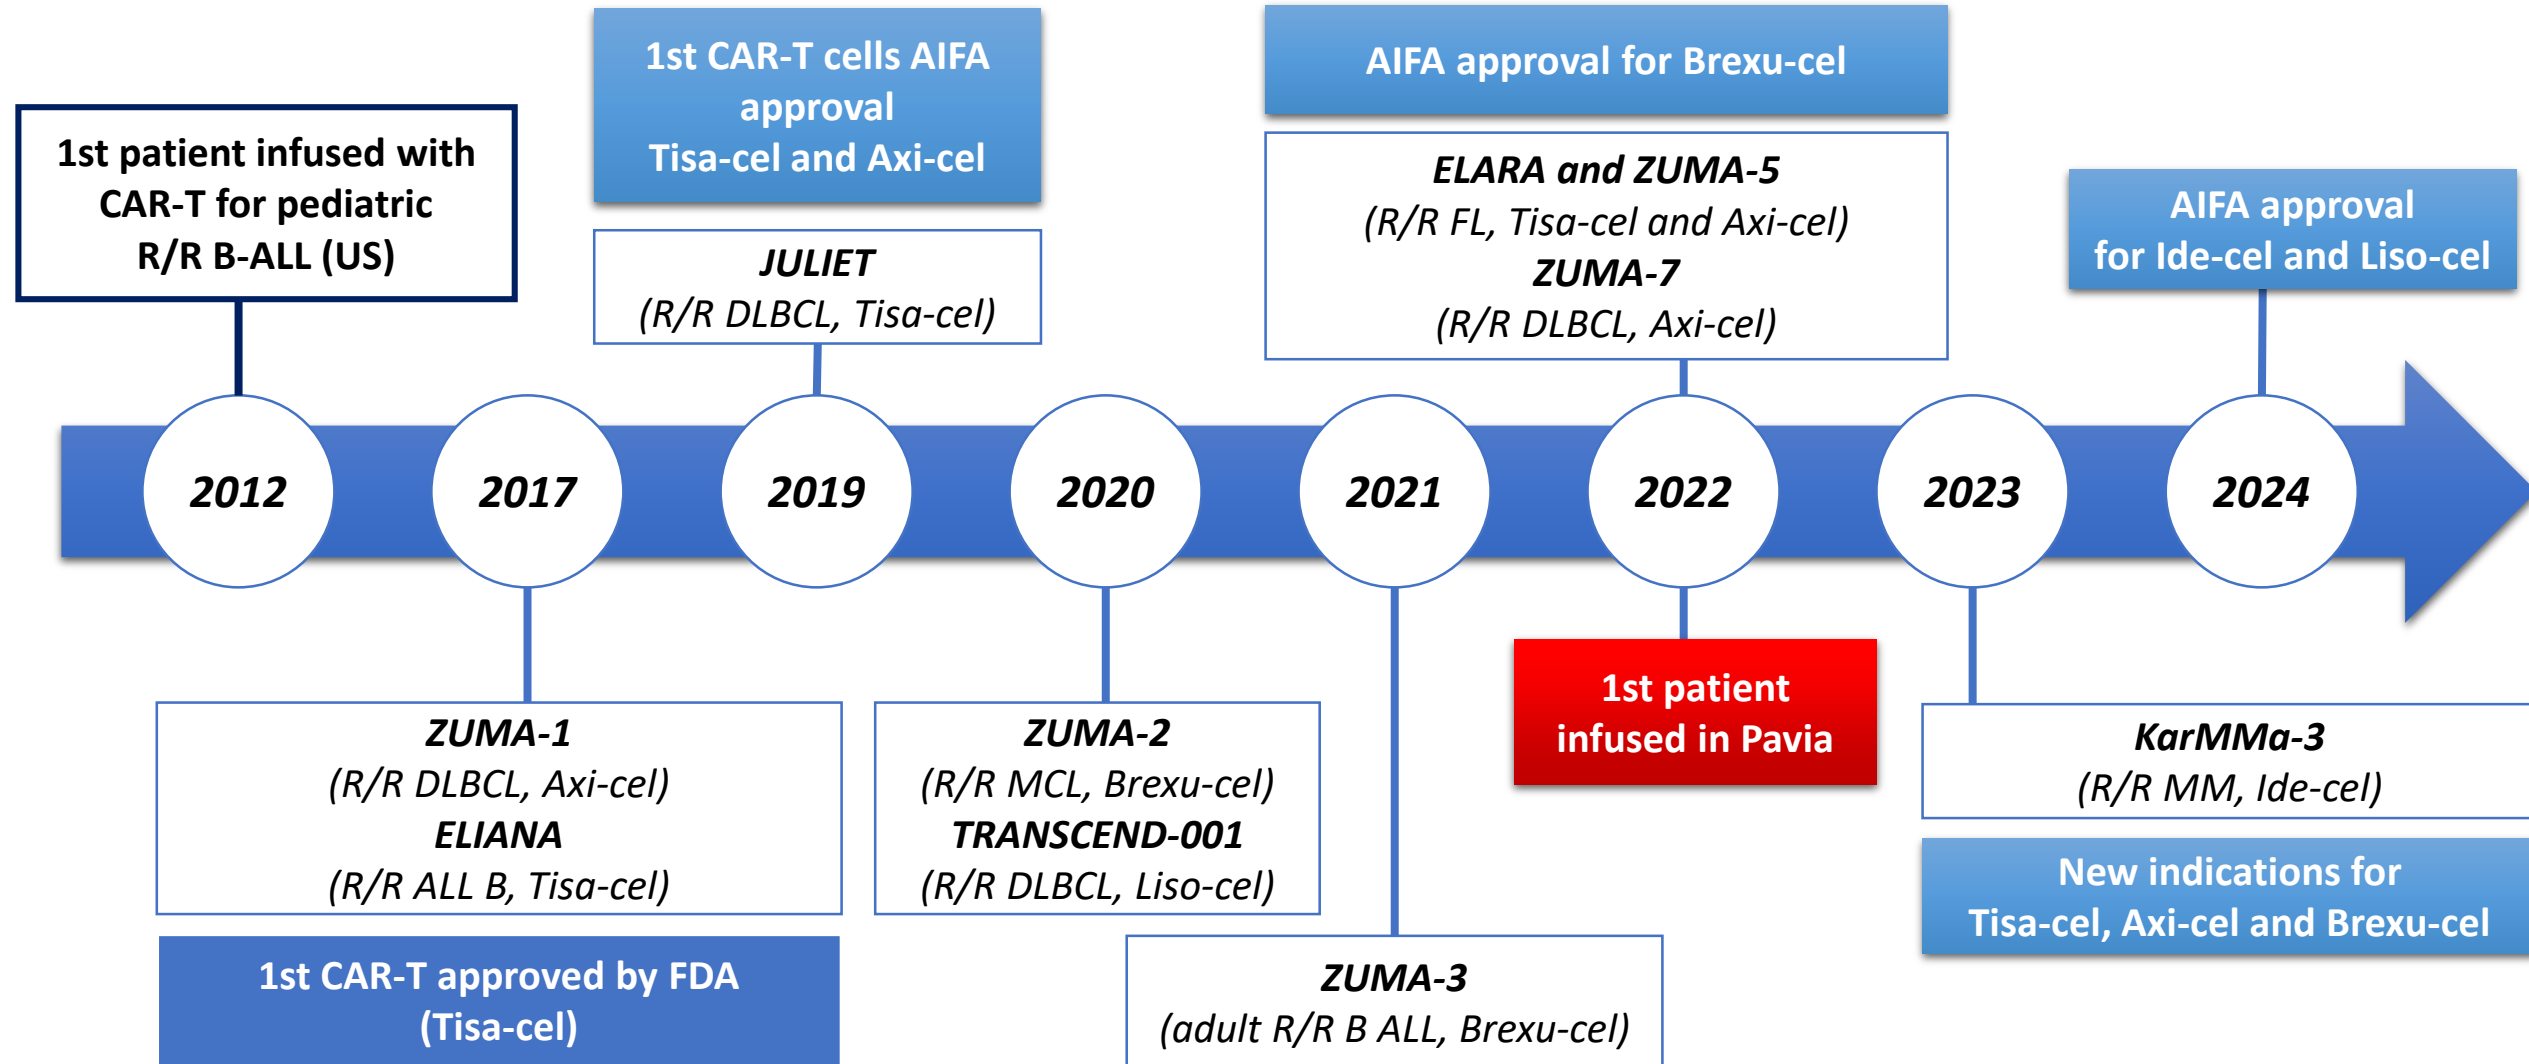 1st patient infused with
CAR-T for pediatric
R/R B-ALL (US)
1st CAR-T cells AIFA
approval
Tisa-cel and Axi-cel
JULIET
(R/R DLBCL, Tisa-cel)
AIFA approval for Brexu-cel
ELARA and ZUMA-5
(R/R FL, Tisa-cel and Axi-cel)
ZUMA-7
(R/R DLBCL, Axi-cel)
AIFA approval
for Ide-cel and Liso-cel
2012
2017
2019
2020
2021
2022
2023
2024
ZUMA-1
(R/R DLBCL, Axi-cel)
ELIANA
(R/R ALL B, Tisa-cel)
1st CAR-T approved by FDA
(Tisa-cel)
ZUMA-2
(R/R MCL, Brexu-cel)
TRANSCEND-001
(R/R DLBCL, Liso-cel)
ZUMA-3
(adult R/R B ALL, Brexu-cel)
1st patient
infused in Pavia
KarMMa-3
(R/R MM, Ide-cel)
New indications for
Tisa-cel, Axi-cel and Brexu-cel